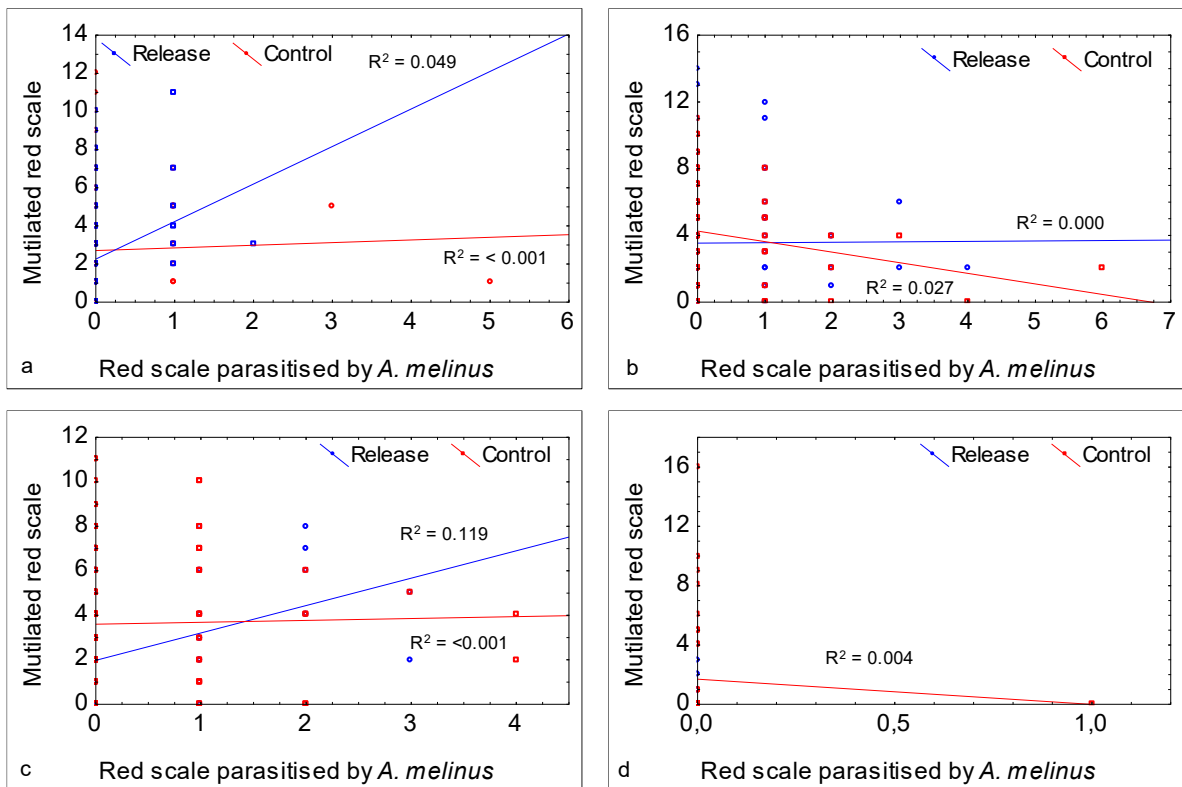 14
12
10
8
6
4
2
0
Mutilated red scale
Release Control
R² = 0.049
R² = < 0.001
0 1 2 3 4 5 6
a Red scale parasitised by A. melinus
16
12
8
4
0
Mutilated red scale
Release Control
R² = 0.000
R² = 0.027
0 1 2 3 4 5 6 7
b Red scale parasitised by A. melinus
12
10
8
6
4
2
0
Mutilated red scale
Release Control
R² = 0.119
R² = <0.001
0 1 2 3 4
c Red scale parasitised by A. melinus
16
12
8
4
0
Mutilated red scale
Release Control
R² = 0.004
0,0 0,5 1,0
d Red scale parasitised by A. melinus